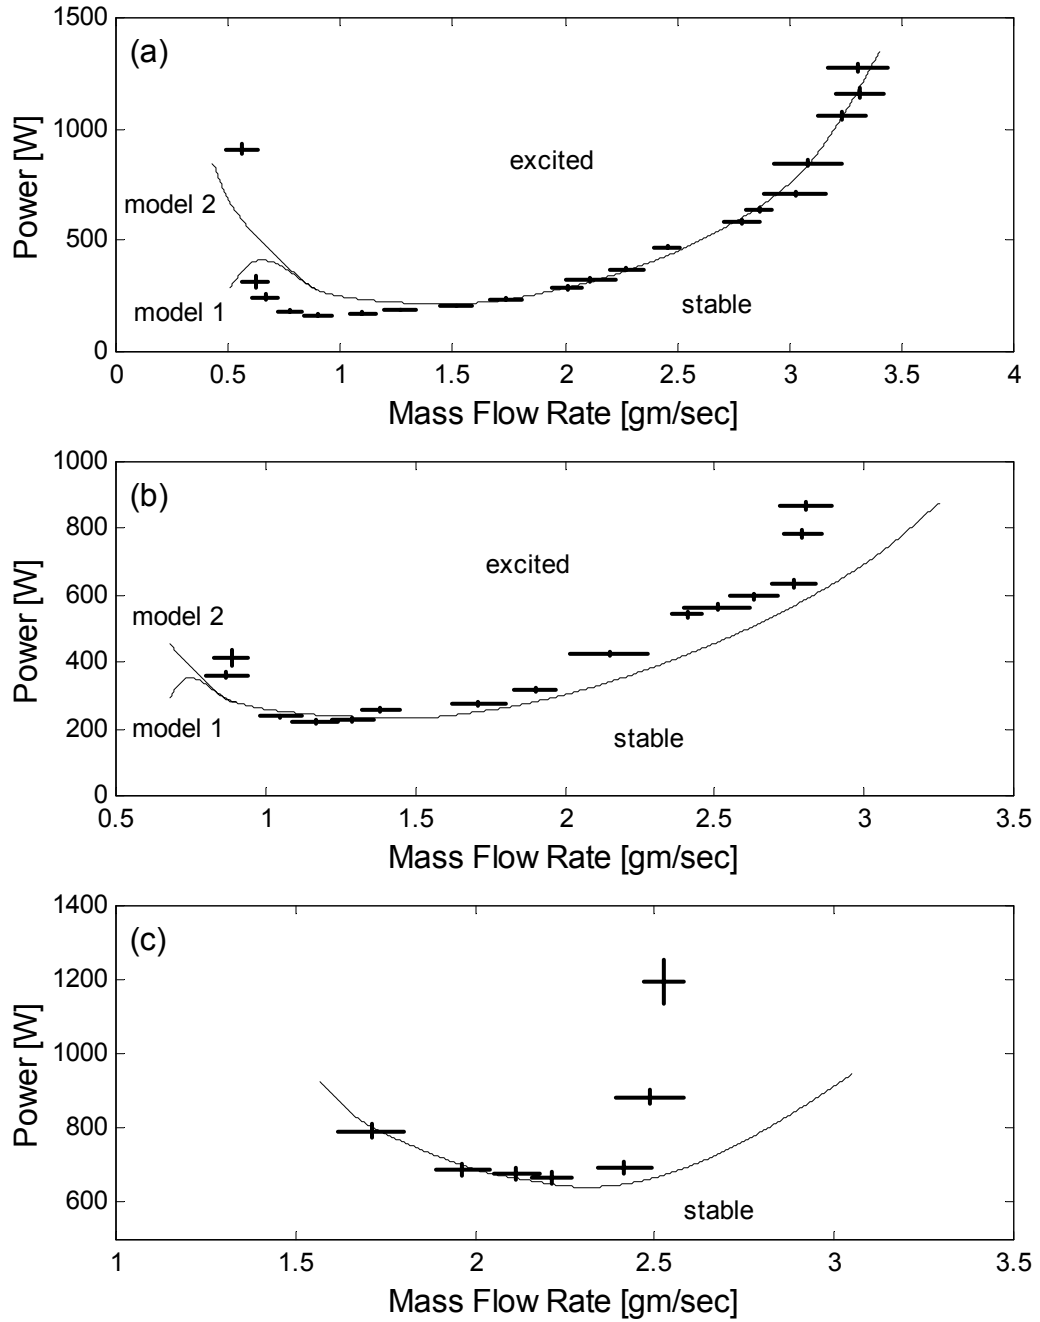 1500
(a)
1000
excited
Power [W]
model 2
500
model 1
stable
0
0 0.5 1 1.5 2 2.5 3 3.5 4
Mass Flow Rate [gm/sec]
1000
(b)
800
excited
Power [W]
600
model 2
400
model 1
200
stable
0
0.5 1 1.5 2 2.5 3 3.5
Mass Flow Rate [gm/sec]
1400
(c)
1200
Power [W]
1000
800
600
stable
1 1.5 2 2.5 3 3.5
Mass Flow Rate [gm/sec]